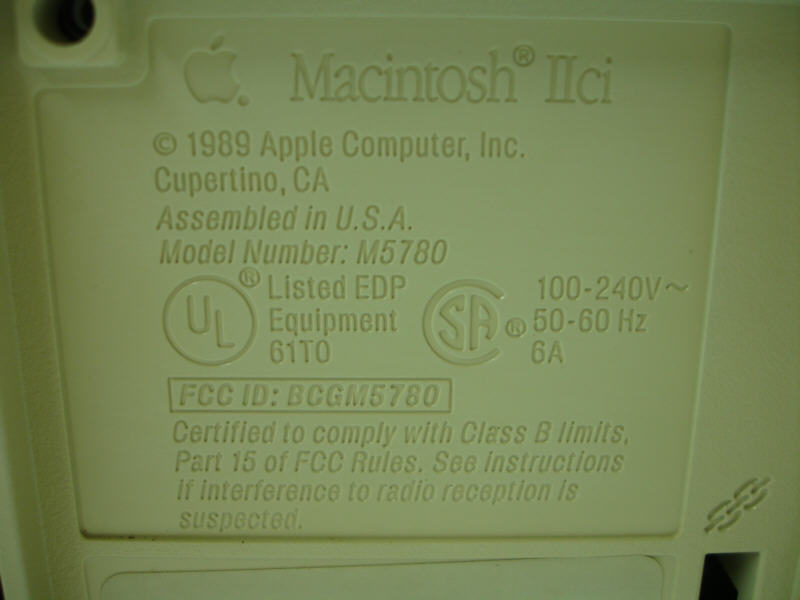 Macintosh® IIci
© 1989 Apple Computer, Inc.
Cupertino, CA
Assembled in U.S.A.
Model Number: M5780
UL® Listed EDP
Equipment
61T0
SA®
100-240V~
50-60 Hz
6A
FCC ID: BCGM5780
Certified to comply with Class B limits,
Part 15 of FCC Rules. See instructions
if interference to radio reception is
suspected.